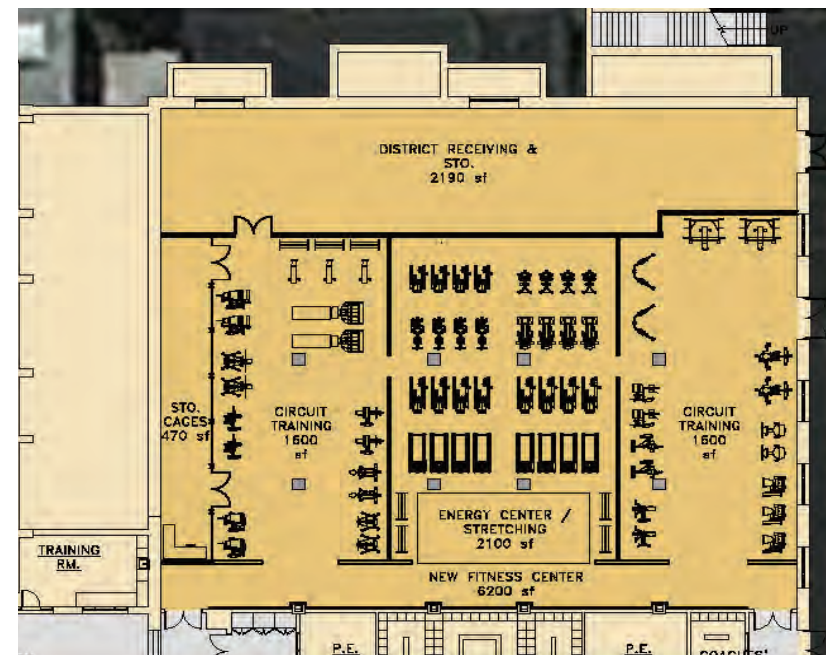 UP
DISTRICT RECEIVING &
STO.
2190 sf
STO.
CAGES
470 sf
CIRCUIT
TRAINING
1600
sf
CIRCUIT
TRAINING
1600
sf
ENERGY CENTER /
STRETCHING
2100 sf
TRAINING
RM.
NEW FITNESS CENTER
6200 sf
P.E.
P.E.
COACHES'